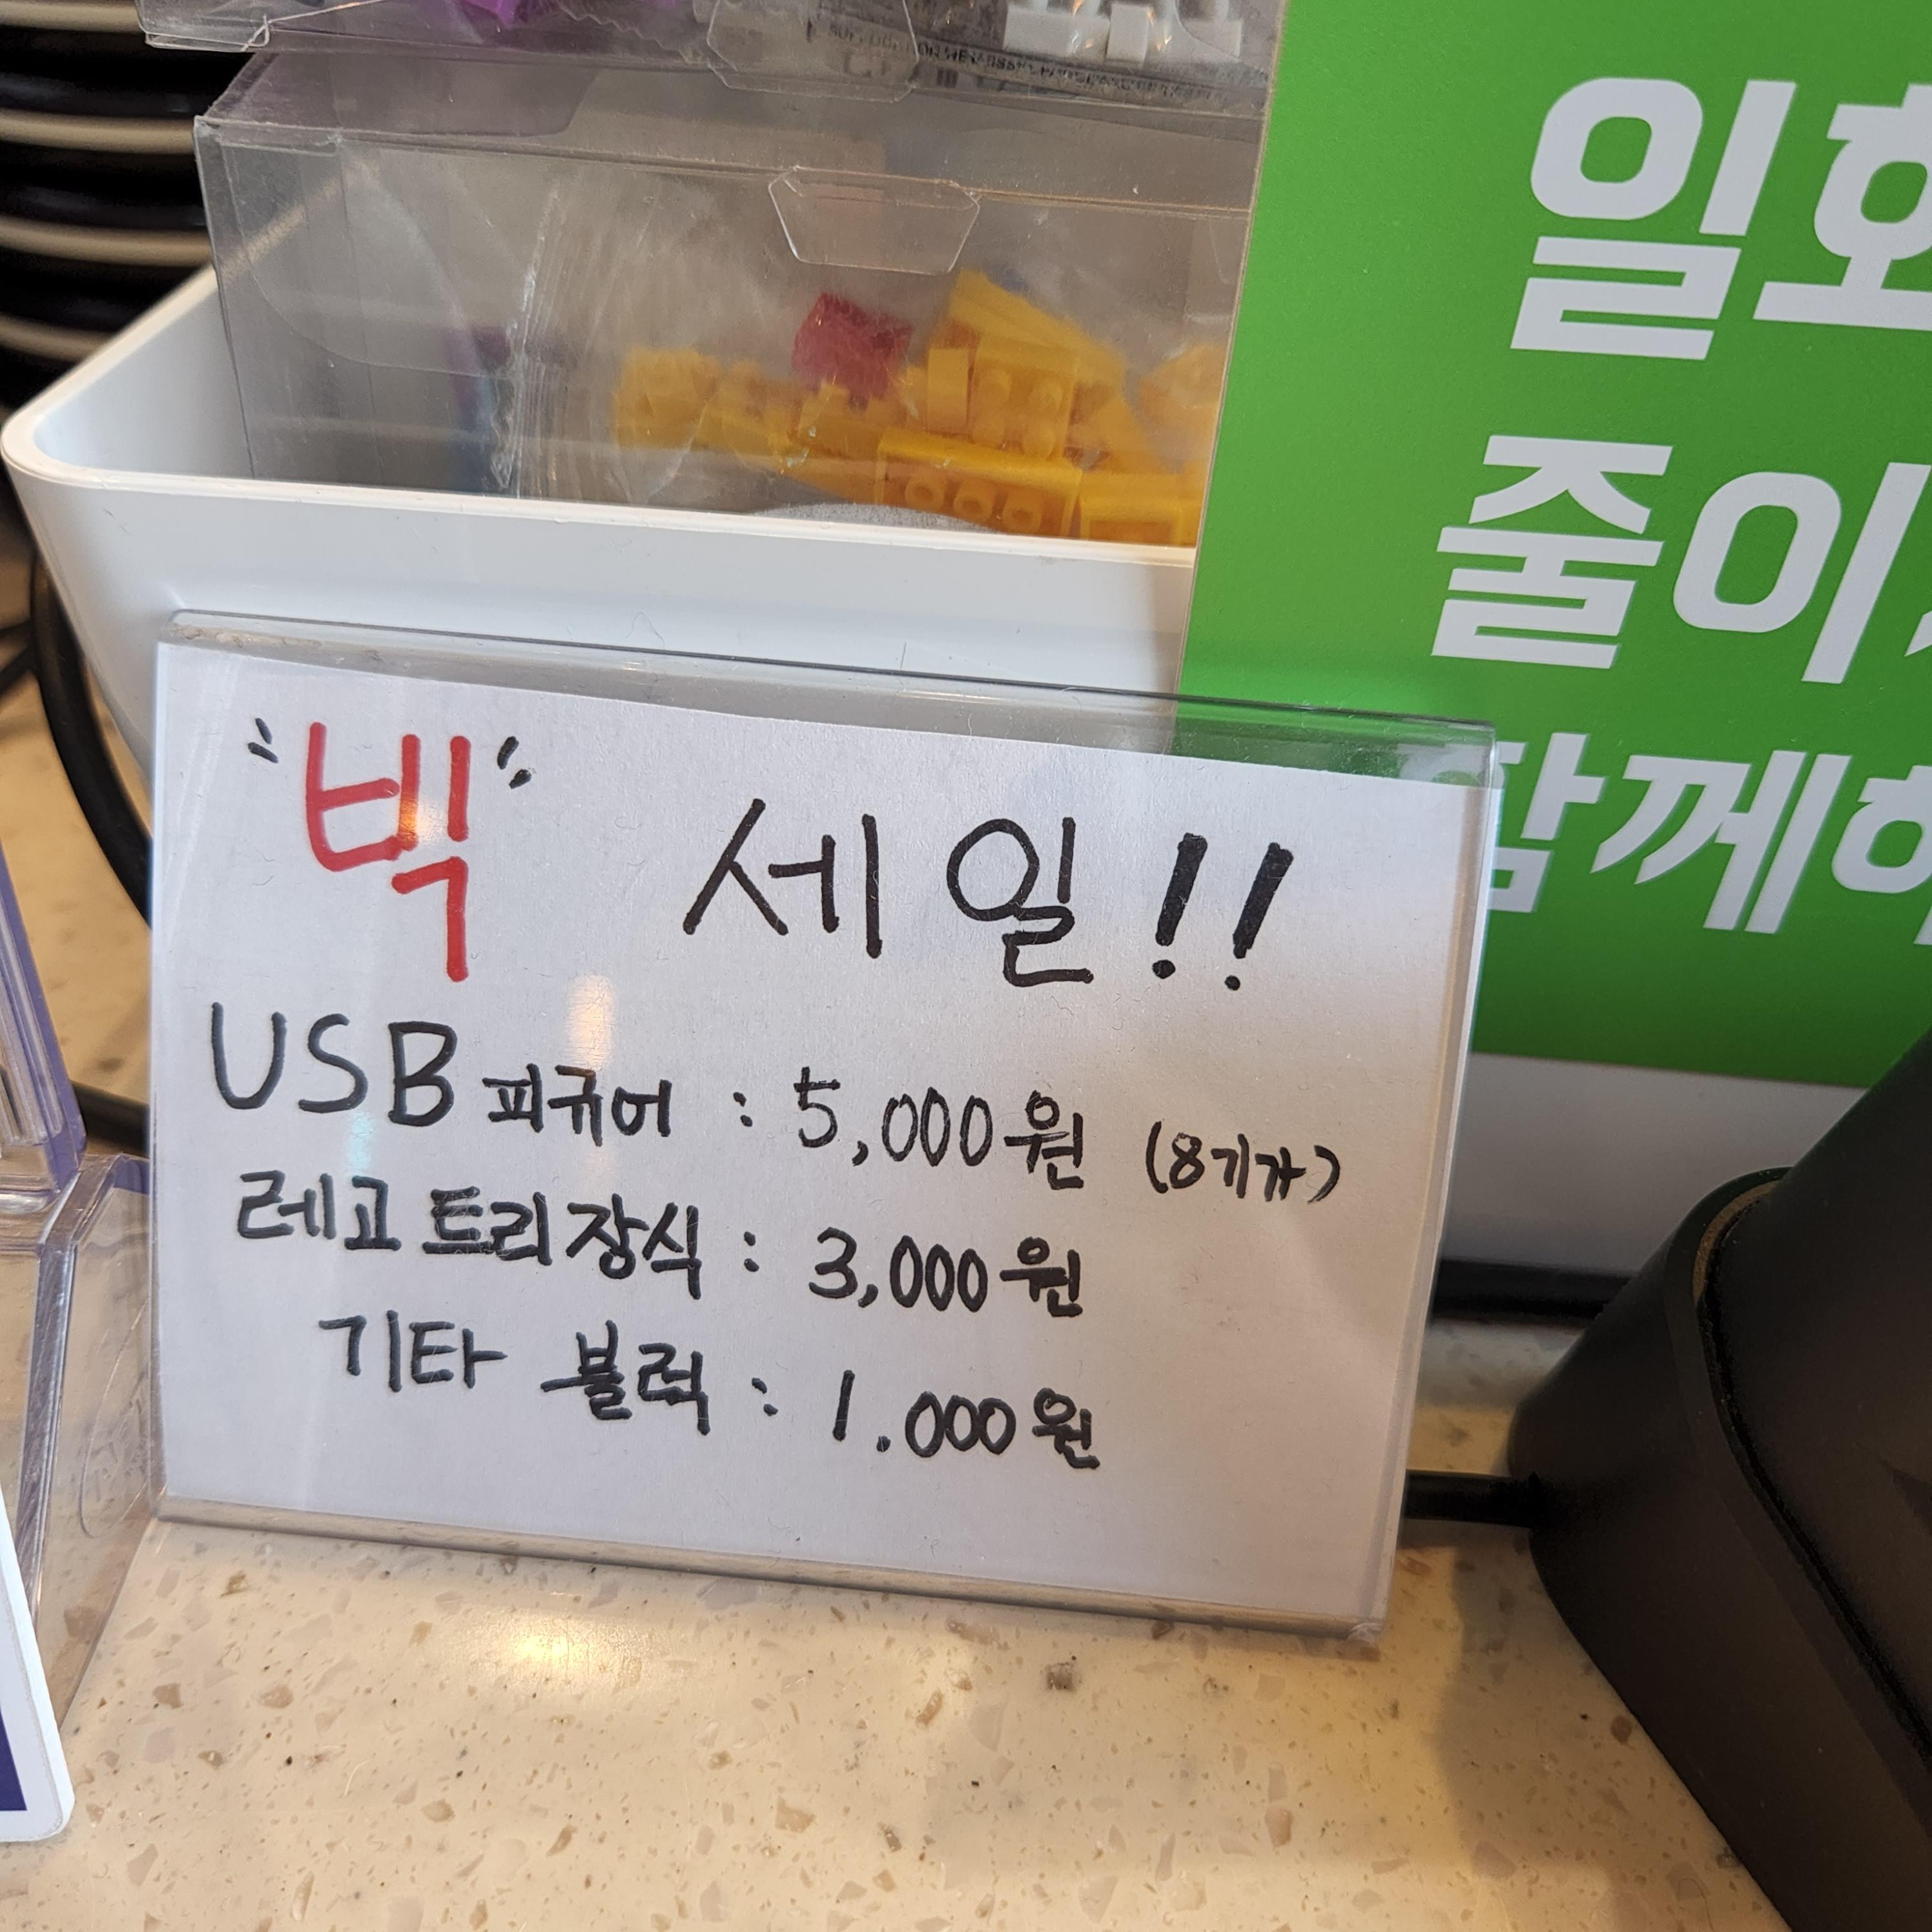 일회
줄이
함께하
"빅" 세일!!
USB 피규어 : 5,000원 (8기가)
레고 트리 장식 : 3,000원
기타 블럭 : 1.000원